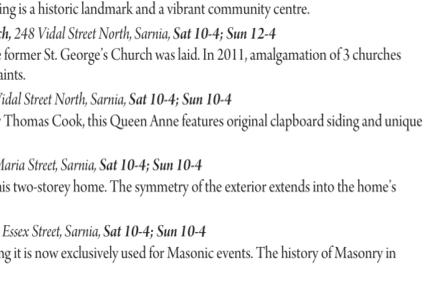 ing is a historic landmark and a vibrant community centre.
ch, 248 Vidal Street North, Sarnia, Sat 10-4; Sun 12-4
e former St. George's Church was laid. In 2011, amalgamation of 3 churches
aints.
Vidal Street North, Sarnia, Sat 10-4; Sun 10-4
Thomas Cook, this Queen Anne features original clapboard siding and unique
Maria Street, Sarnia, Sat 10-4; Sun 10-4
his two-storey home. The symmetry of the exterior extends into the home's
Essex Street, Sarnia, Sat 10-4; Sun 10-4
ng it is now exclusively used for Masonic events. The history of Masonry in